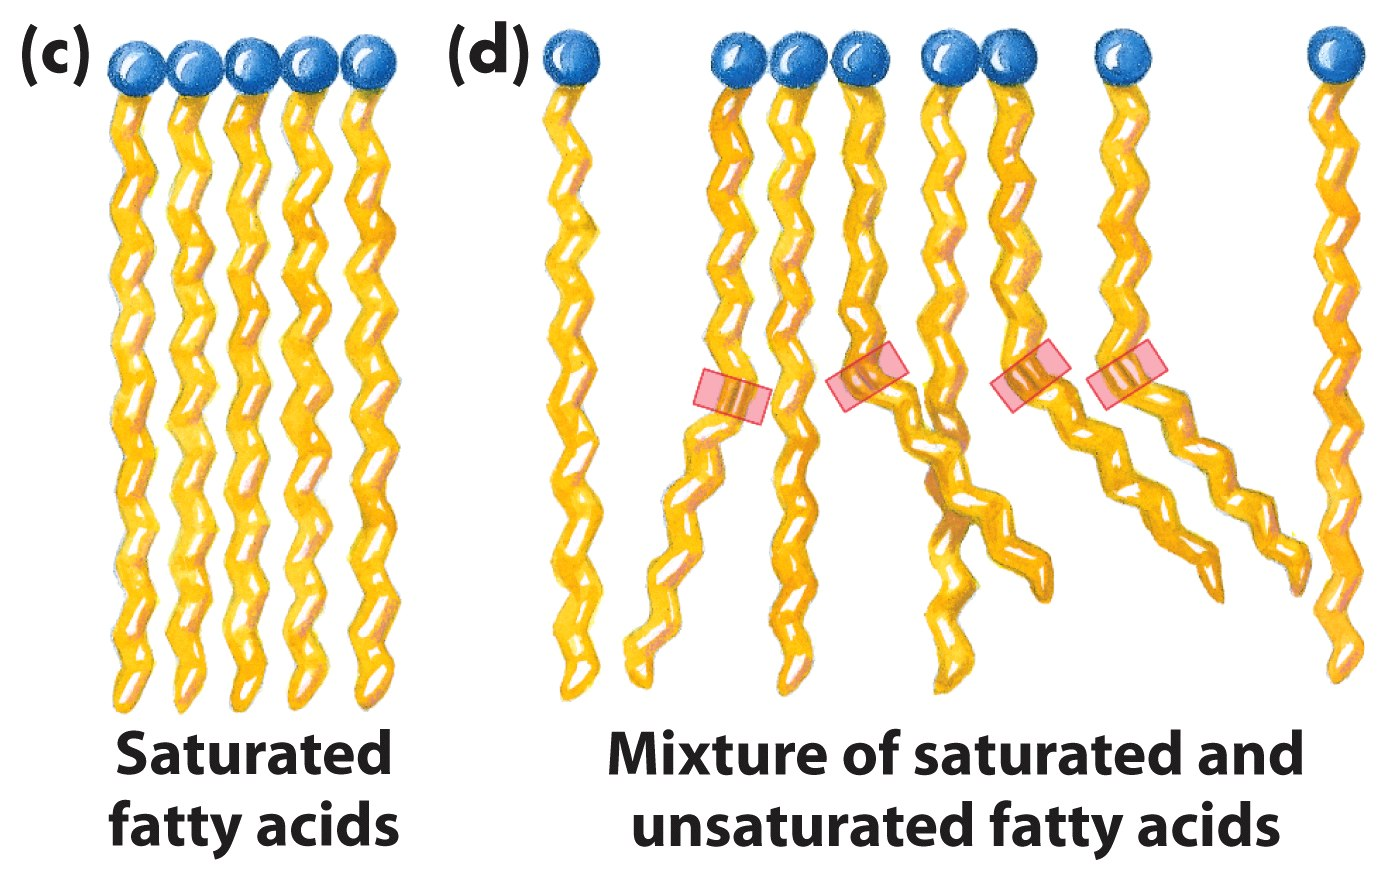 (c)
(d)
Saturated
fatty acids
Mixture of saturated and
unsaturated fatty acids